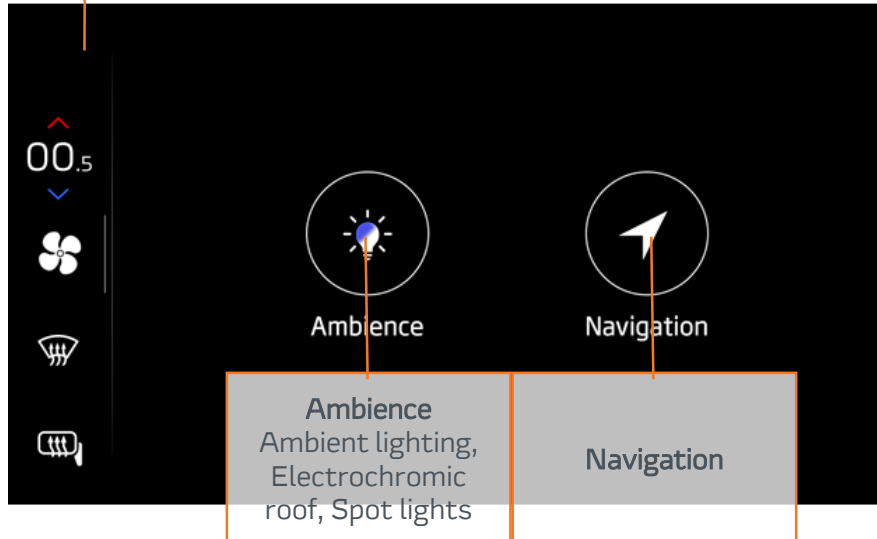 00.5
Ambience
Navigation
Ambience
Ambient lighting,
Electrochromic
roof, Spot lights
Navigation